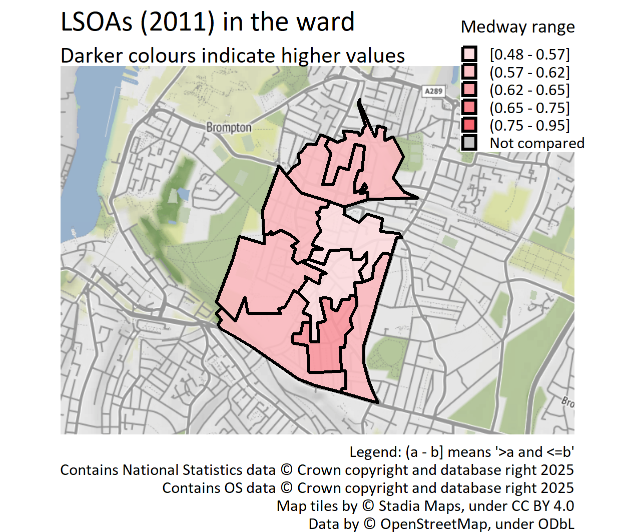 LSOAs (2011) in the ward
Darker colours indicate higher values
Medway range
[0.48 - 0.57]
(0.57 - 0.62]
(0.62 - 0.65]
(0.65 - 0.75]
(0.75 - 0.95]
Not compared
A289
Brompton
Bro
Legend: (a - b] means '>a and <=b'
Contains National Statistics data © Crown copyright and database right 2025
Contains OS data © Crown copyright and database right 2025
Map tiles by © Stadia Maps, under CC BY 4.0
Data by © OpenStreetMap, under ODbL